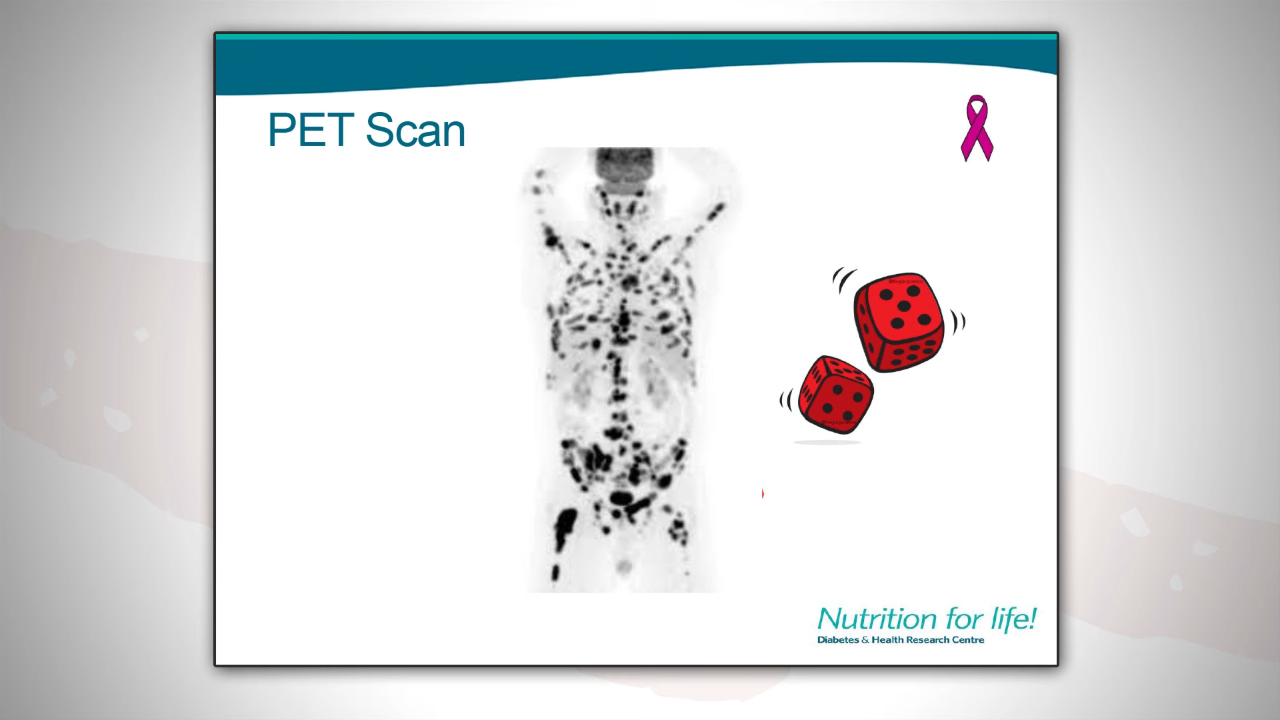 PET Scan
Nutrition for life!
Diabetes & Health Research Centre